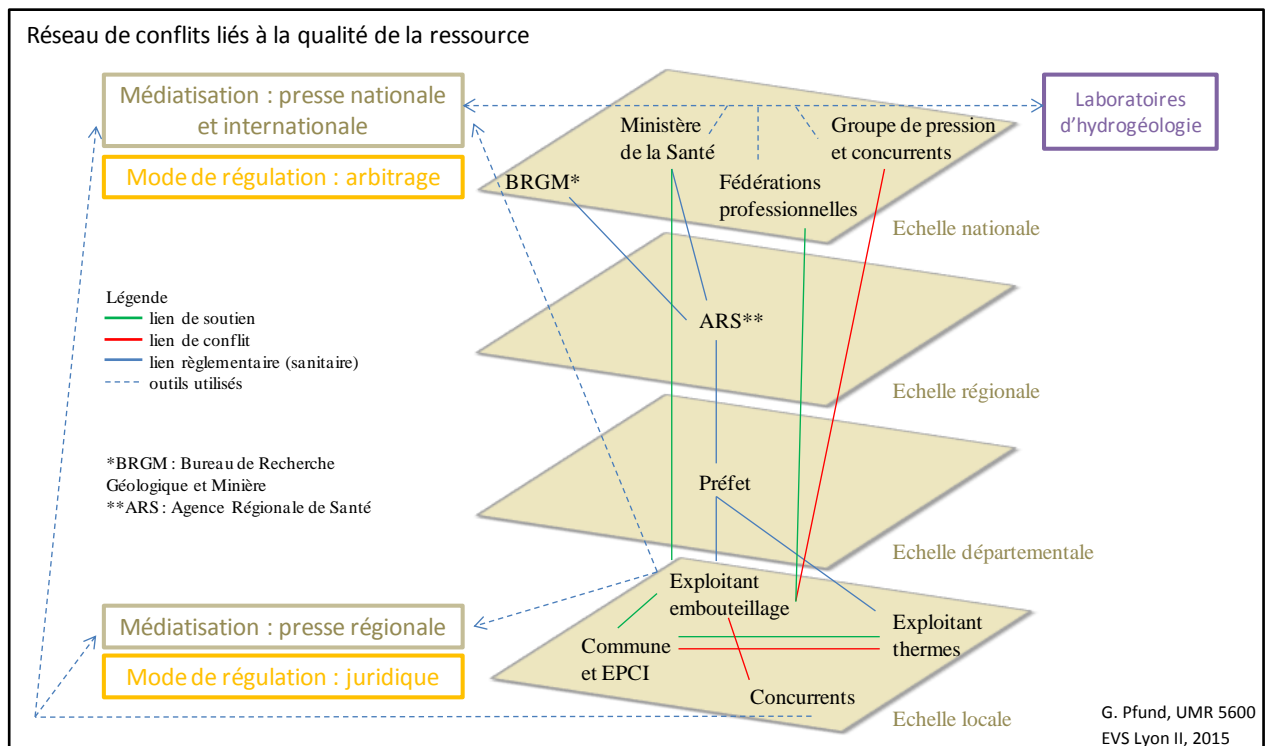 Réseau de conflits liés à la qualité de la ressource
Médiatisation : presse nationale
et internationale
Mode de régulation : arbitrage
Laboratoires
d’hydrogéologie
Ministère
de la Santé
Groupe de pression
et concurrents
BRGM*
Fédérations
professionnelles
Echelle nationale
Légende
lien de soutien
lien de conflit
lien règlementaire (sanitaire)
outils utilisés
ARS**
Echelle régionale
*BRGM : Bureau de Recherche
Géologique et Minière
**ARS : Agence Régionale de Santé
Préfet
Echelle départementale
Exploitant
embouteillage
Médiatisation : presse régionale
Mode de régulation : juridique
Commune
et EPCI
Exploitant
thermes
Concurrents
Echelle locale
G. Pfund, UMR 5600
EVS Lyon II, 2015